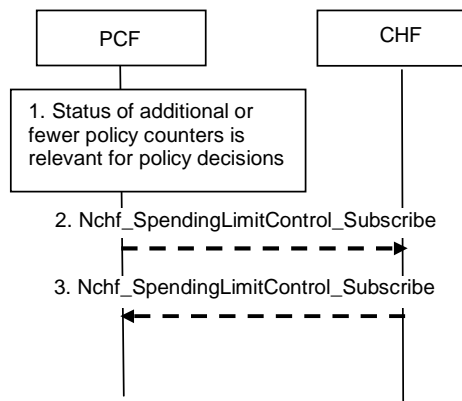 PCF
CHF
1. Status of additional or
fewer policy counters is
relevant for policy decisions
2. Nchf_SpendingLimitControl_Subscribe
3. Nchf_SpendingLimitControl_Subscribe